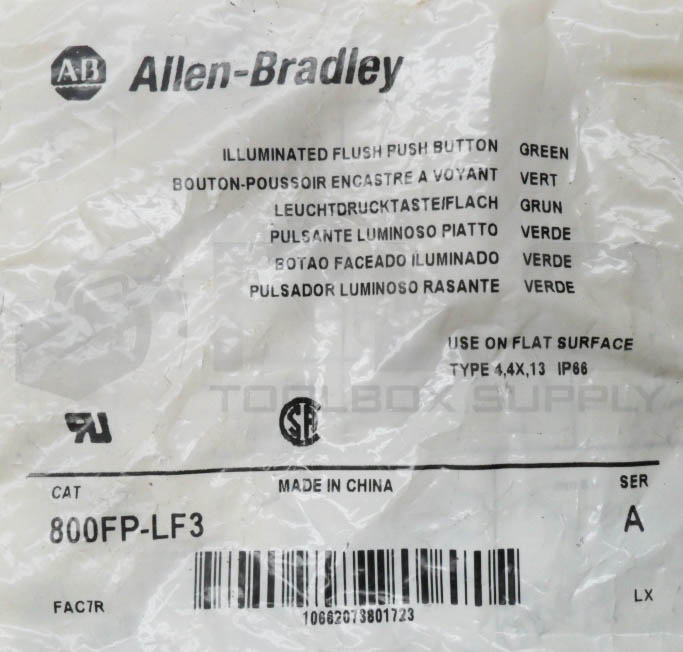 AB Allen-Bradley
ILLUMINATED FLUSH PUSH BUTTON GREEN
BOUTON-POUSSOIR ENCASTRE A VOYANT VERT
LEUCHTDRUCKTASTE/FLACH GRUN
PULSANTE LUMINOSO PIATTO VERDE
BOTAO FACEADO ILUMINADO VERDE
PULSADOR LUMINOSO RASANTE VERDE
USE ON FLAT SURFACE
TYPE 4,4X,13 IP66
TOOLBOX SUPPLY
CAT MADE IN CHINA SER
800FP-LF3 A
FAC7R 10662073801723 LX